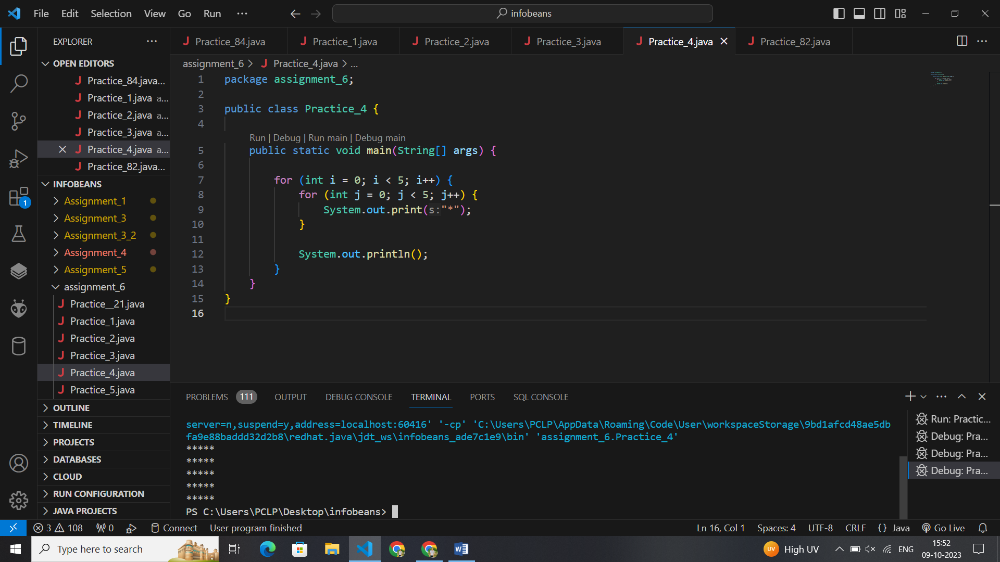 File Edit Selection View Go Run ···
infobeans
EXPLORER ···
OPEN EDITORS
Practice_84.java...
Practice_1.java a...
Practice_2.java a...
Practice_3.java a...
Practice_4.java a...
Practice_82.java...
INFOBEANS
Assignment_1
Assignment_3
Assignment_3_2
Assignment_4
Assignment_5
assignment_6
Practice__21.java
Practice_1.java
Practice_2.java
Practice_3.java
Practice_4.java
Practice_5.java
OUTLINE
TIMELINE
PROJECTS
DATABASES
CLOUD
RUN CONFIGURATION
JAVA PROJECTS
1
Practice_84.java Practice_1.java Practice_2.java Practice_3.java Practice_4.java Practice_82.java
assignment_6 > J Practice_4.java > ...
1 package assignment_6;
2
3 public class Practice_4 {
4
Run | Debug | Run main | Debug main
5 public static void main(String[] args) {
6
7 for (int i = 0; i < 5; i++) {
8 for (int j = 0; j < 5; j++) {
9 System.out.print(s:"*");
10 }
11
12 System.out.println();
13 }
14 }
15 }
16
PROBLEMS 111 OUTPUT DEBUG CONSOLE TERMINAL PORTS SQL CONSOLE
server=n,suspend=y,address=localhost:60416' '-cp' 'C:\Users\PCLP\AppData\Roaming\Code\User\workspaceStorage\9bd1afcd48ae5db
fa9e88baddd32d2b8\redhat.java\jdt_ws\infobeans_ade7c1e9\bin' 'assignment_6.Practice_4'
*****
*****
*****
*****
*****
PS C:\Users\PCLP\Desktop\infobeans>
Run: Practic...
Debug: Pra...
Debug: Pra...
Debug: Pra...
3 108 0 Connect User program finished Ln 16, Col 1 Spaces: 4 UTF-8 CRLF {} Java Go Live
Type here to search
UV High UV ENG
15:52
09-10-2023